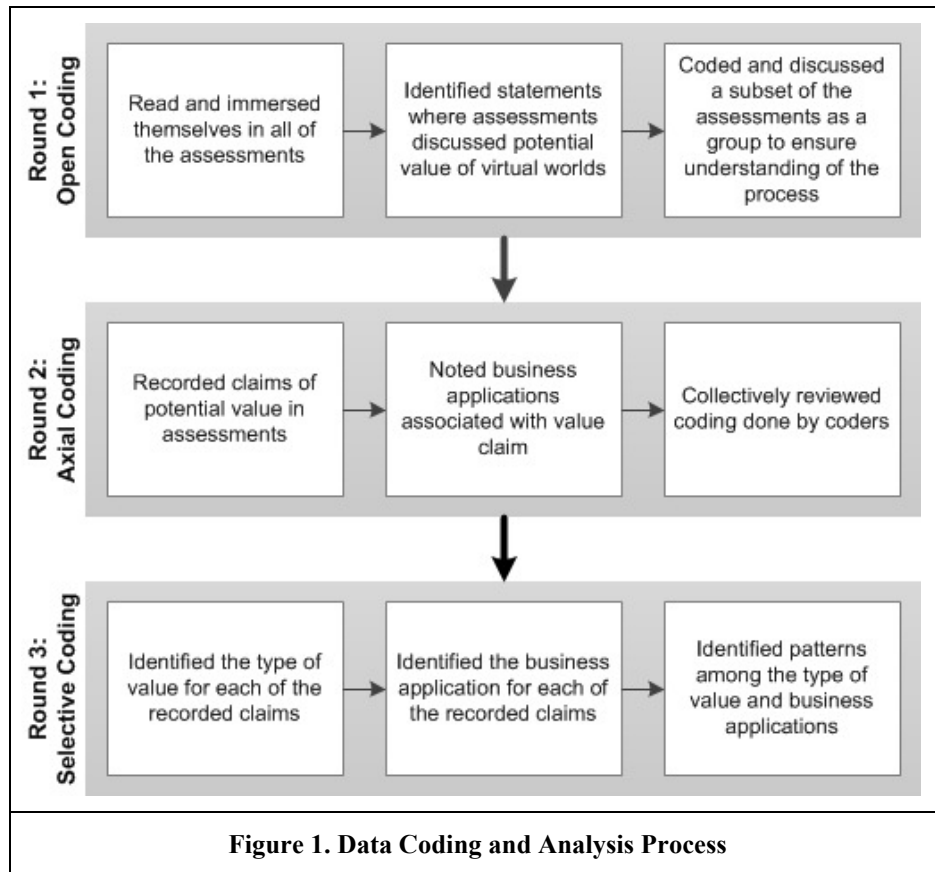 Round 1:
Open Coding
Read and immersed
themselves in all of
the assessments
Identified statements
where assessments
discussed potential
value of virtual worlds
Coded and discussed
a subset of the
assessments as a
group to ensure
understanding of the
process
Round 2:
Axial Coding
Recorded claims of
potential value in
assessments
Noted business
applications
associated with value
claim
Collectively reviewed
coding done by coders
Round 3:
Selective Coding
Identified the type of
value for each of the
recorded claims
Identified the business
application for each of
the recorded claims
Identified patterns
among the type of
value and business
applications
Figure 1. Data Coding and Analysis Process